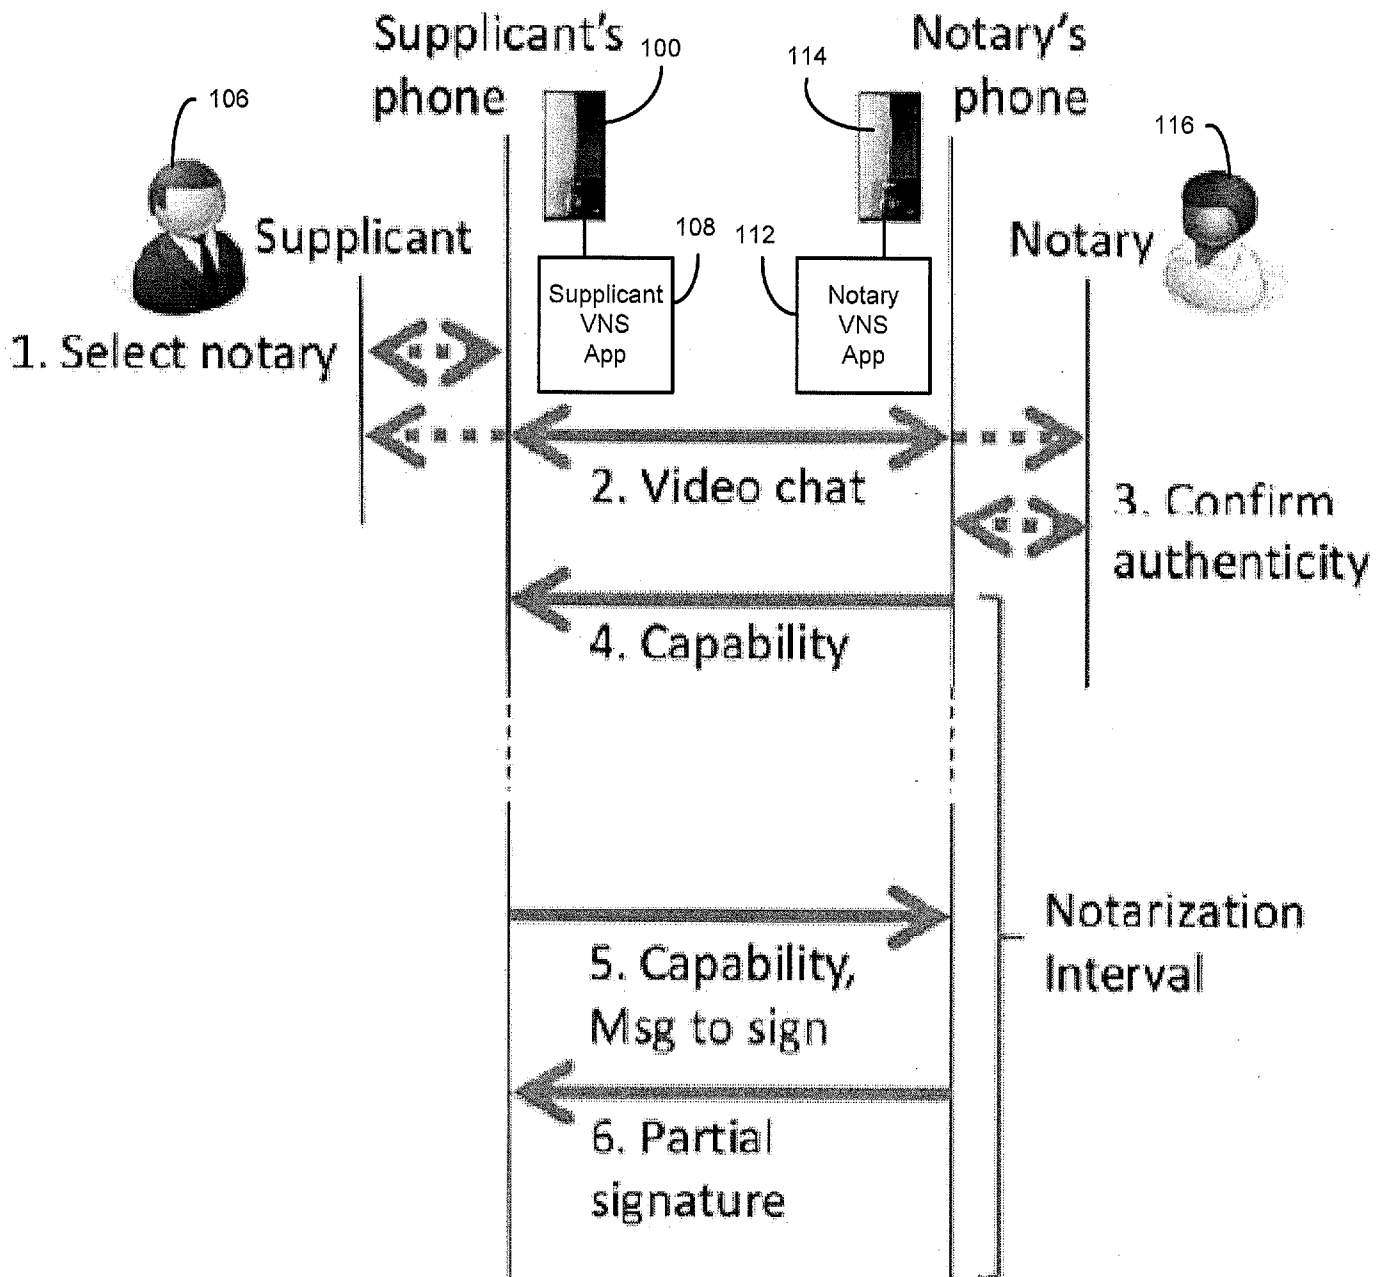 Supplicant's
phone
100
114
Notary's
phone
106
116
Supplicant
108
112
Notary
Supplicant
VNS
App
Notary
VNS
App
1. Select notary
2. Video chat
3. Confirm
authenticity
4. Capability
Notarization
Interval
5. Capability,
Msg to sign
6. Partial
signature